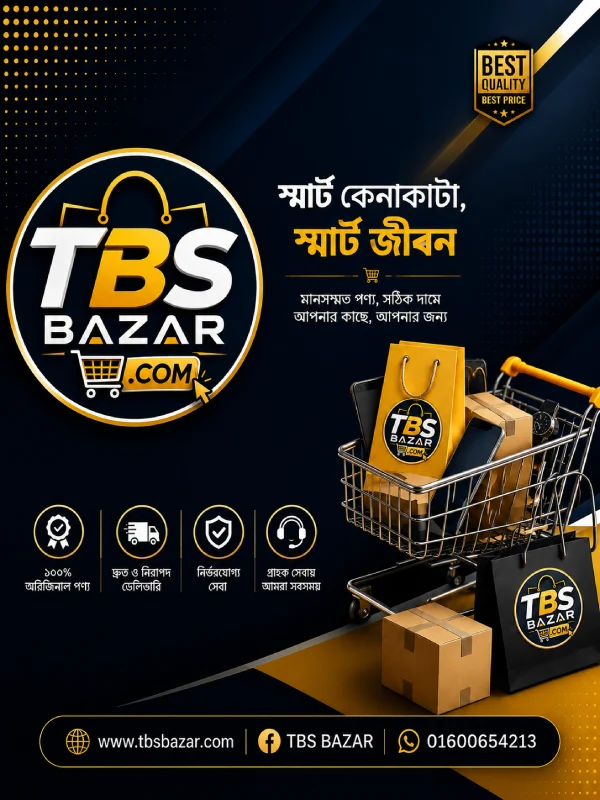 BEST
QUALITY
BEST PRICE
TBS
BAZAR
.COM
স্মার্ট কেনাকাটা,
স্মার্ট জীবন
মানসম্মত পণ্য, সঠিক দামে
আপনার কাছে, আপনার জন্য
TBS
BAZAR
.COM
১০০%
অরিজিনাল পণ্য
দ্রুত ও নিরাপদ
ডেলিভারি
নির্ভরযোগ্য
সেবা
গ্রাহক সেবায়
আমরা সবসময়
TBS
BAZAR
.COM
www.tbsbazar.com
TBS BAZAR
01600654213